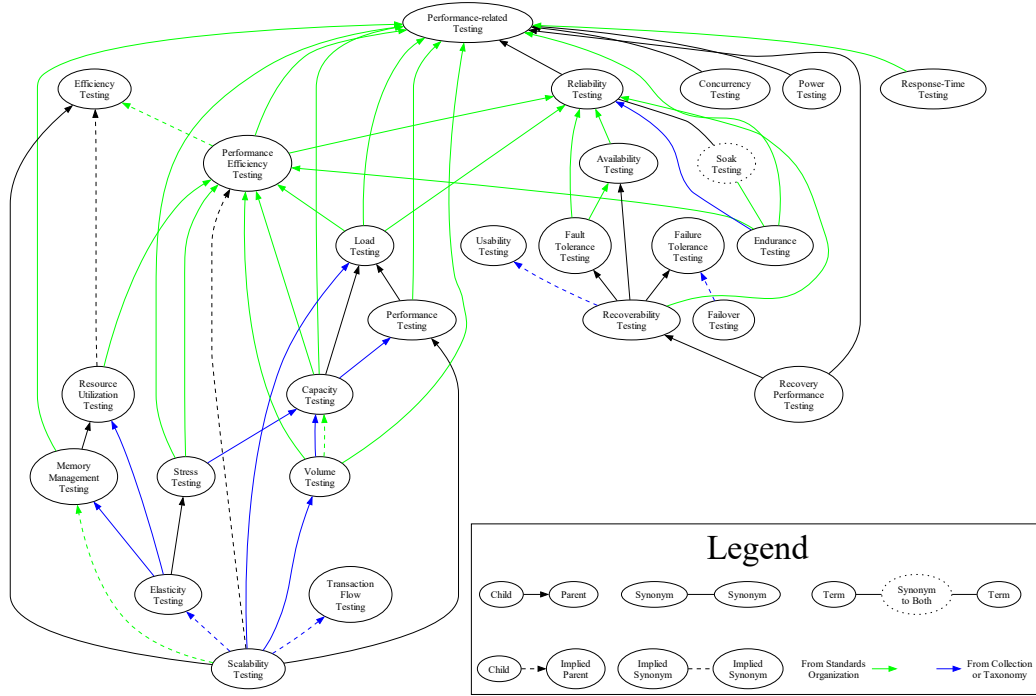 Performance-related
Testing
Efficiency
Testing
Reliability
Testing
Concurrency
Testing
Power
Testing
Response-Time
Testing
Performance
Efficiency
Testing
Availability
Testing
Soak
Testing
Load
Testing
Usability
Testing
Fault
Tolerance
Testing
Failure
Tolerance
Testing
Endurance
Testing
Performance
Testing
Recoverability
Testing
Failover
Testing
Resource
Utilization
Testing
Capacity
Testing
Recovery
Performance
Testing
Memory
Management
Testing
Stress
Testing
Volume
Testing
Elasticity
Testing
Transaction
Flow
Testing
Scalability
Testing
Legend
Child
Parent
Synonym
Synonym
Term
Synonym
to Both
Term
Child
Implied
Parent
Implied
Synonym
Implied
Synonym
From Standards
Organization
From Collection
or Taxonomy